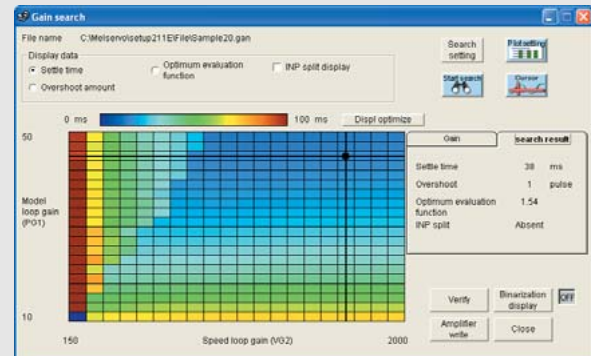 Gain search
File name C:\Melservo\setup211E\File\Sample20.gan
Display data
Settle time
Optimum evaluation function
INP split display
Overshoot amount
Search setting
Plot setting
Start search
Cursor
0 ms
100 ms
Displ optimize
50
Model loop gain (PG1)
10
150
Speed loop gain (VG2)
2000
Gain
search result
Settle time 38 ms
Overshoot 1 pulse
Optimum evaluation function 1.54
INP split Absent
Verify
Binarization display
OFF
Amplifier write
Close